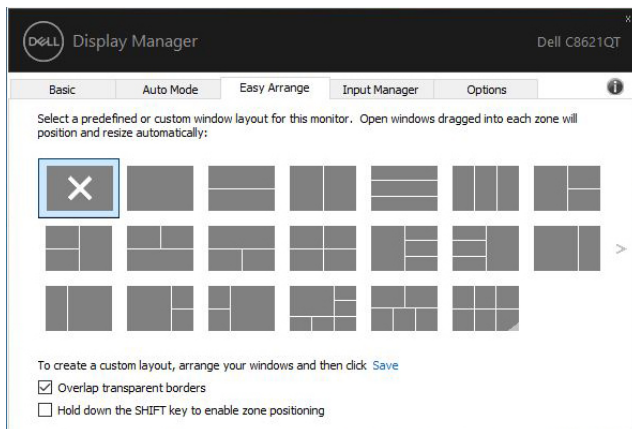 DELL Display Manager
Dell C8621QT
Basic Auto Mode Easy Arrange Input Manager Options
Select a predefined or custom window layout for this monitor. Open windows dragged into each zone will
position and resize automatically:
To create a custom layout, arrange your windows and then click Save
Overlap transparent borders
Hold down the SHIFT key to enable zone positioning